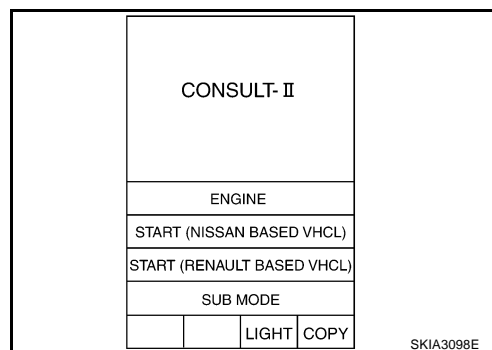 CONSULT-II
ENGINE
START (NISSAN BASED VHCL)
START (RENAULT BASED VHCL)
SUB MODE
LIGHT COPY
SKIA3098E